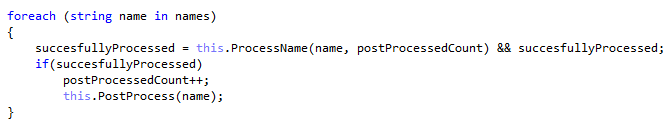 foreach (string name in names)
{
    succesfullyProcessed = this.ProcessName(name, postProcessedCount) && succesfullyProcessed;
    if(succesfullyProcessed)
        postProcessedCount++;
        this.PostProcess(name);
}